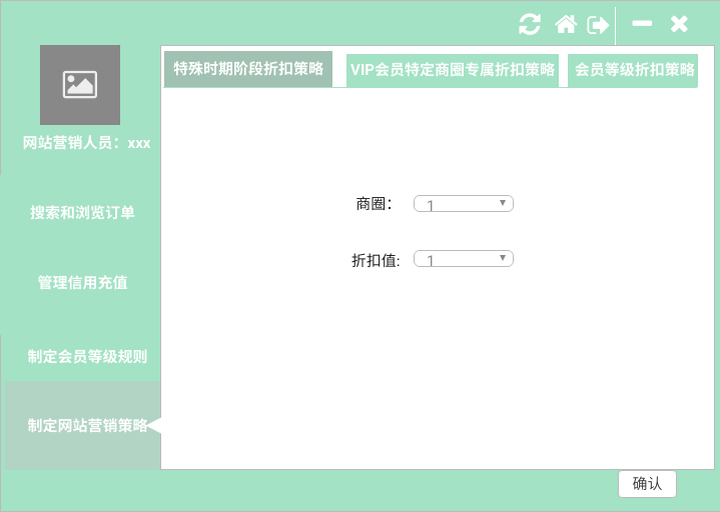 特殊时期阶段折扣策略
VIP会员特定商圈专属折扣策略
会员等级折扣策略
网站营销人员：xxx
搜索和浏览订单
管理信用充值
制定会员等级规则
制定网站营销策略
商圈：
1
折扣值:
1
确认